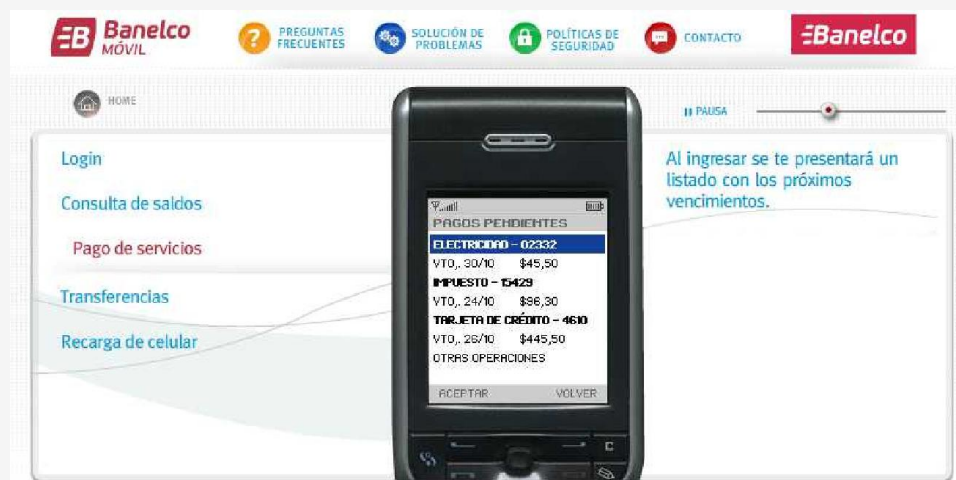 Banelco
MÓVIL
PREGUNTAS
FRECUENTES
SOLUCIÓN DE
PROBLEMAS
POLÍTICAS DE
SEGURIDAD
CONTACTO
Banelco
HOME
PAUSA
Login
Consulta de saldos
Pago de servicios
Transferencias
Recarga de celular
PAGOS PENDIENTES
ELECTRICIDAD - 02332
VTO,. 30/10 $45,50
IMPUESTO - 15429
VTO,. 24/10 $96,30
TARJETA DE CRÉDITO - 4610
VTO,. 26/10 $445,50
OTRAS OPERACIONES
ACEPTAR VOLVER
C
Al ingresar se te presentará un
listado con los próximos
vencimientos.